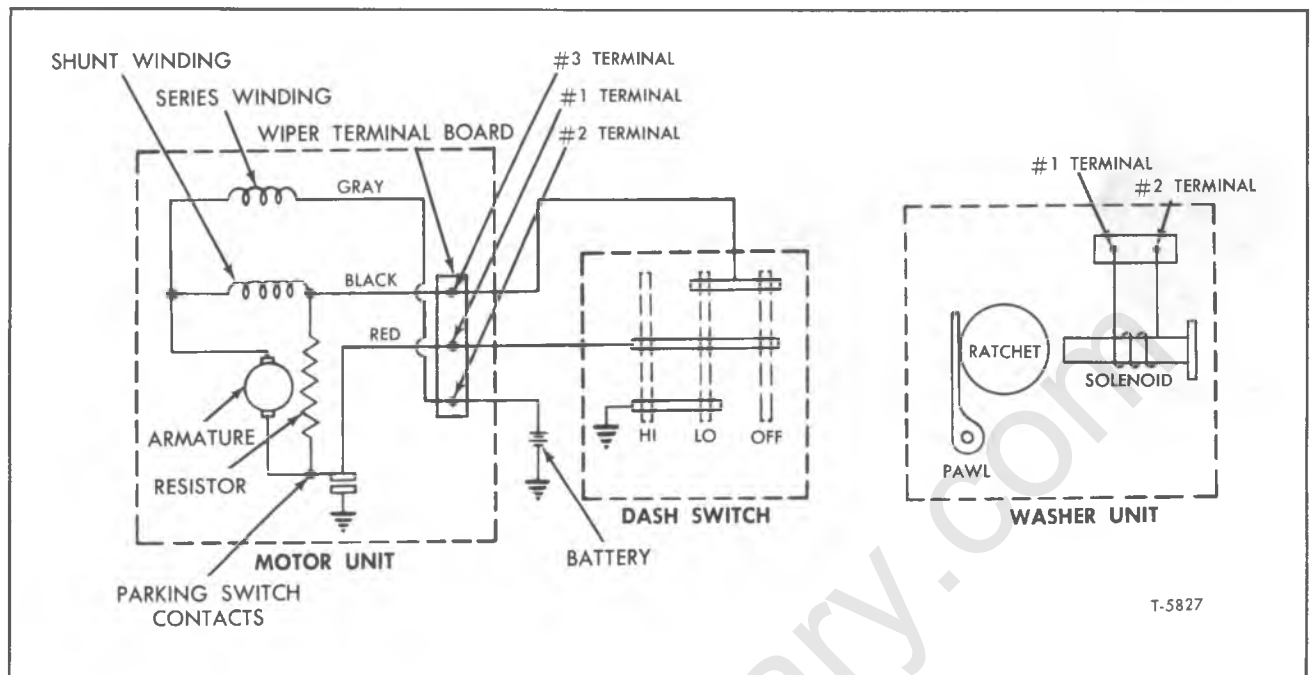 SHUNT WINDING
SERIES WINDING
WIPER TERMINAL BOARD
#3 TERMINAL
#1 TERMINAL
#2 TERMINAL
GRAY
BLACK
RED
ARMATURE
RESISTOR
MOTOR UNIT
PARKING SWITCH
CONTACTS
BATTERY
HI LO OFF
DASH SWITCH
#1 TERMINAL
#2 TERMINAL
RATCHET
SOLENOID
PAWL
WASHER UNIT
T-5827
ary.com